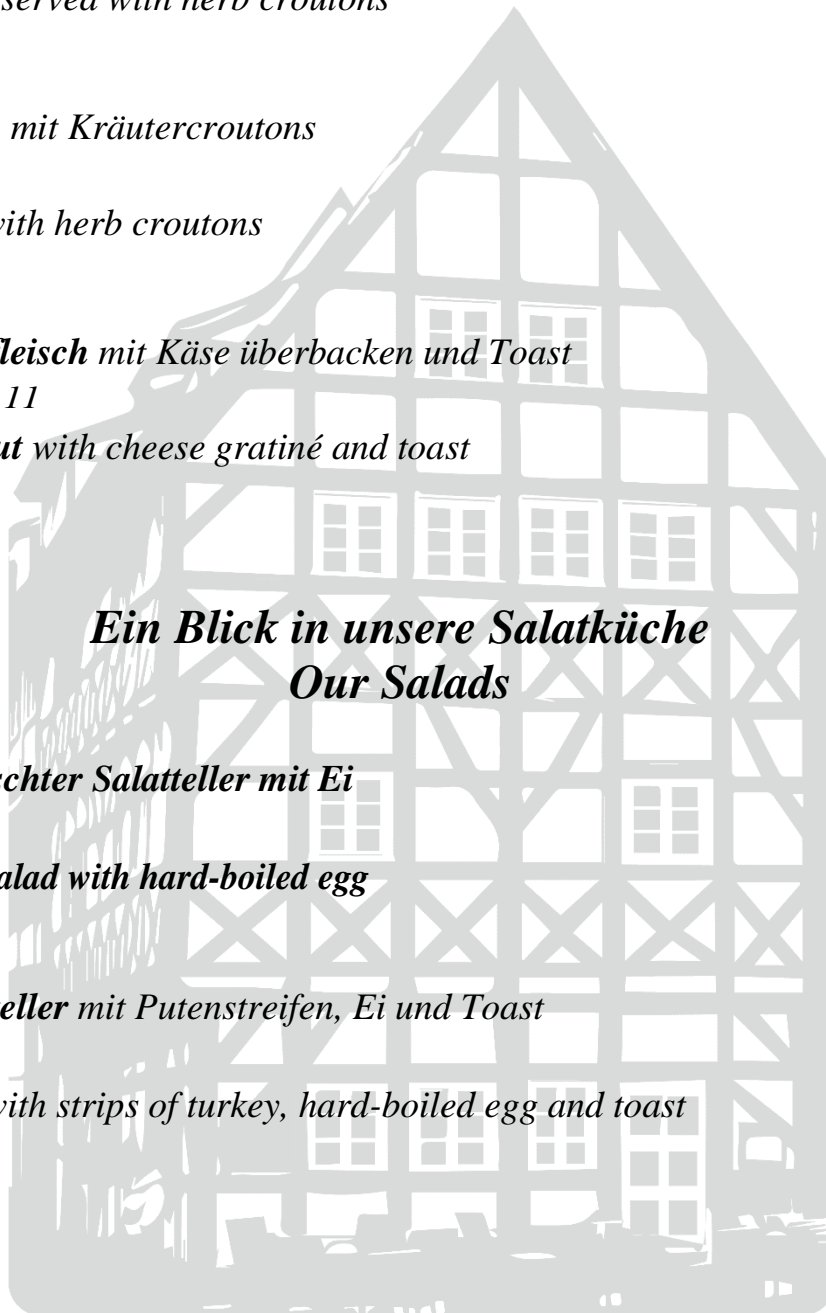 served with herb croutons
mit Kräutercroutons
with herb croutons
fleisch mit Käse überbacken und Toast
11
ut with cheese gratiné and toast
Ein Blick in unsere Salatküche
Our Salads
schter Salatteller mit Ei
alad with hard-boiled egg
eller mit Putenstreifen, Ei und Toast
with strips of turkey, hard-boiled egg and toast